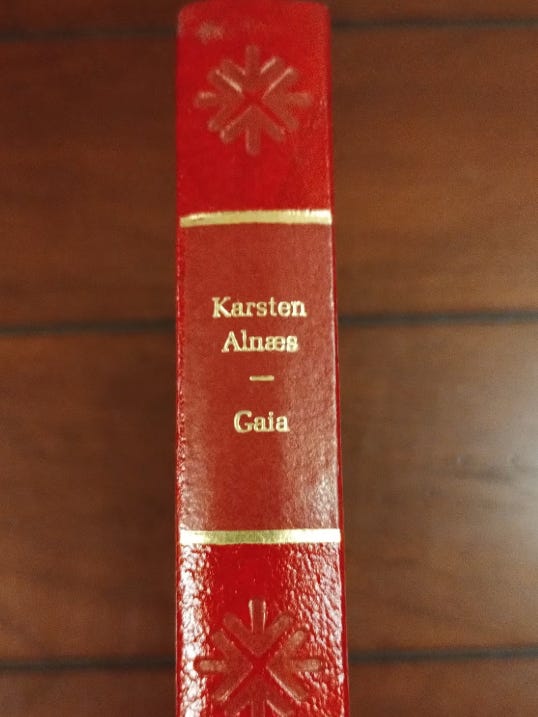 Karsten
Alnæs
—
Gaia